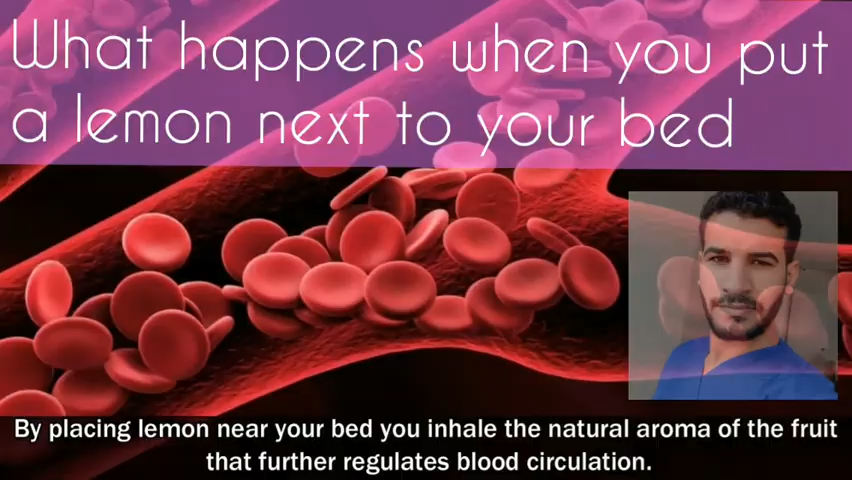 What happens when you put
a lemon next to your bed
By placing lemon near your bed you inhale the natural aroma of the fruit
that further regulates blood circulation.